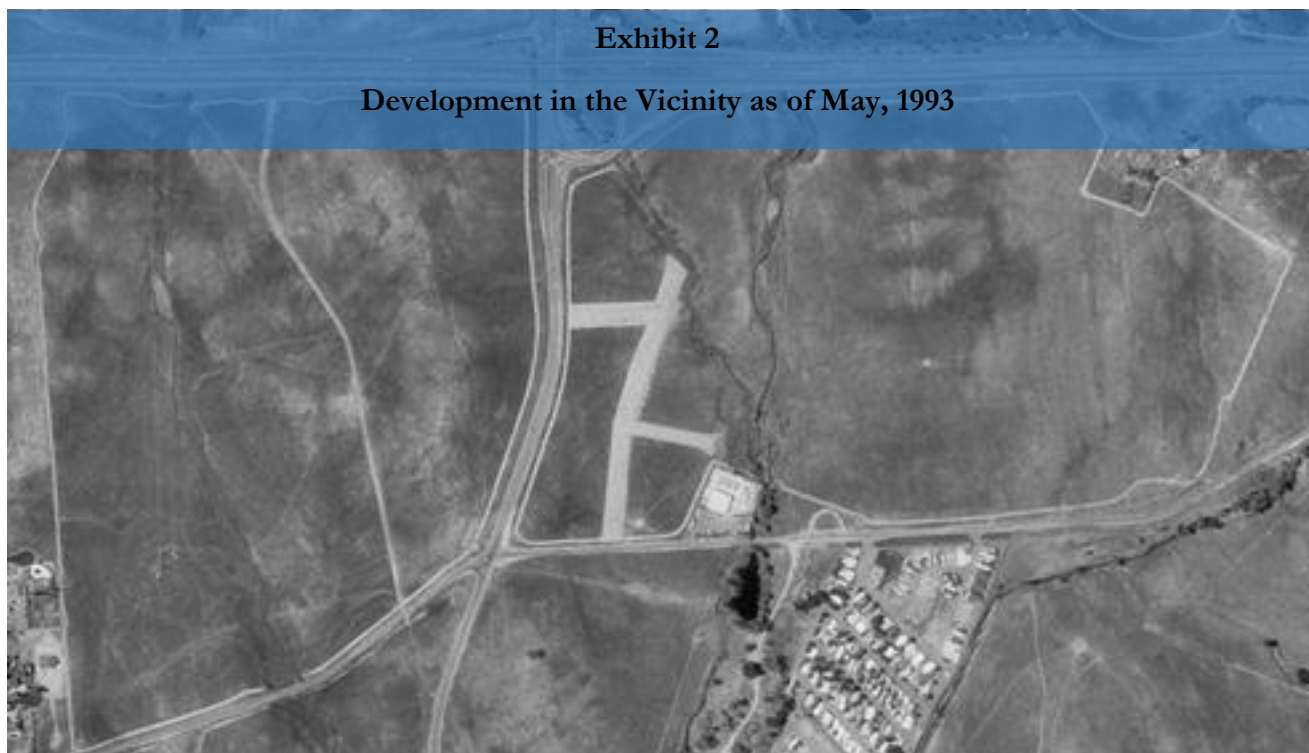 Exhibit 2
Development in the Vicinity as of May, 1993